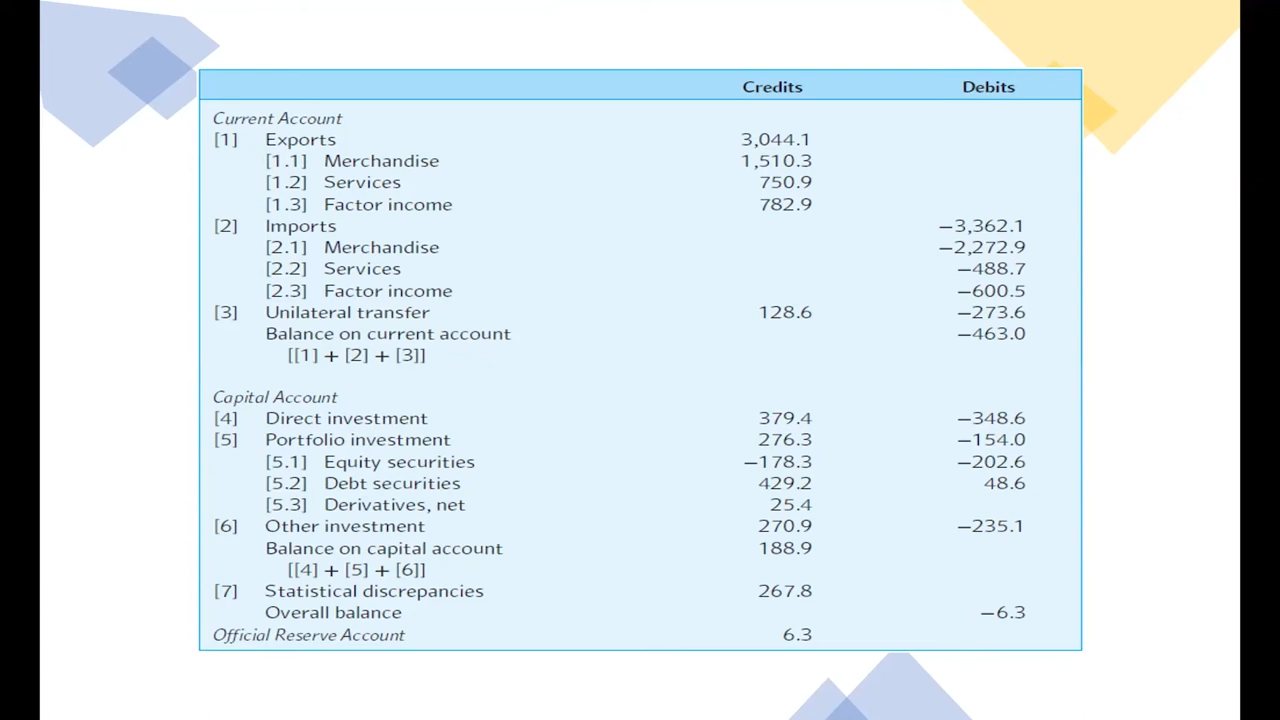 Credits Debits
Current Account
[1] Exports 3,044.1
[1.1] Merchandise 1,510.3
[1.2] Services 750.9
[1.3] Factor income 782.9
[2] Imports −3,362.1
[2.1] Merchandise −2,272.9
[2.2] Services −488.7
[2.3] Factor income −600.5
[3] Unilateral transfer 128.6 −273.6
Balance on current account −463.0
[[1] + [2] + [3]]
Capital Account
[4] Direct investment 379.4 −348.6
[5] Portfolio investment 276.3 −154.0
[5.1] Equity securities −178.3 −202.6
[5.2] Debt securities 429.2 48.6
[5.3] Derivatives, net 25.4
[6] Other investment 270.9 −235.1
Balance on capital account 188.9
[[4] + [5] + [6]]
[7] Statistical discrepancies 267.8
Overall balance −6.3
Official Reserve Account 6.3